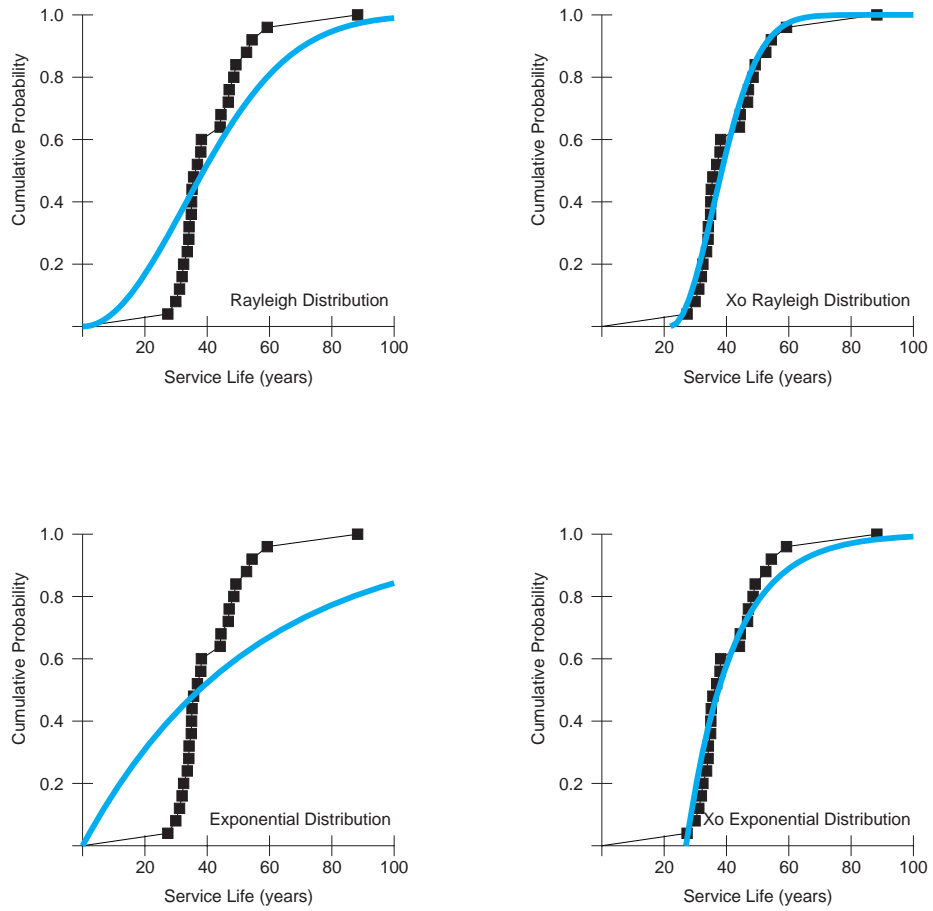 1.0
0.8
0.6
0.4
0.2
Cumulative Probability
Rayleigh Distribution
20 40 60 80 100
Service Life (years)
1.0
0.8
0.6
0.4
0.2
Cumulative Probability
Xo Rayleigh Distribution
20 40 60 80 100
Service Life (years)
1.0
0.8
0.6
0.4
0.2
Cumulative Probability
Exponential Distribution
20 40 60 80 100
Service Life (years)
1.0
0.8
0.6
0.4
0.2
Cumulative Probability
Xo Exponential Distribution
20 40 60 80 100
Service Life (years)